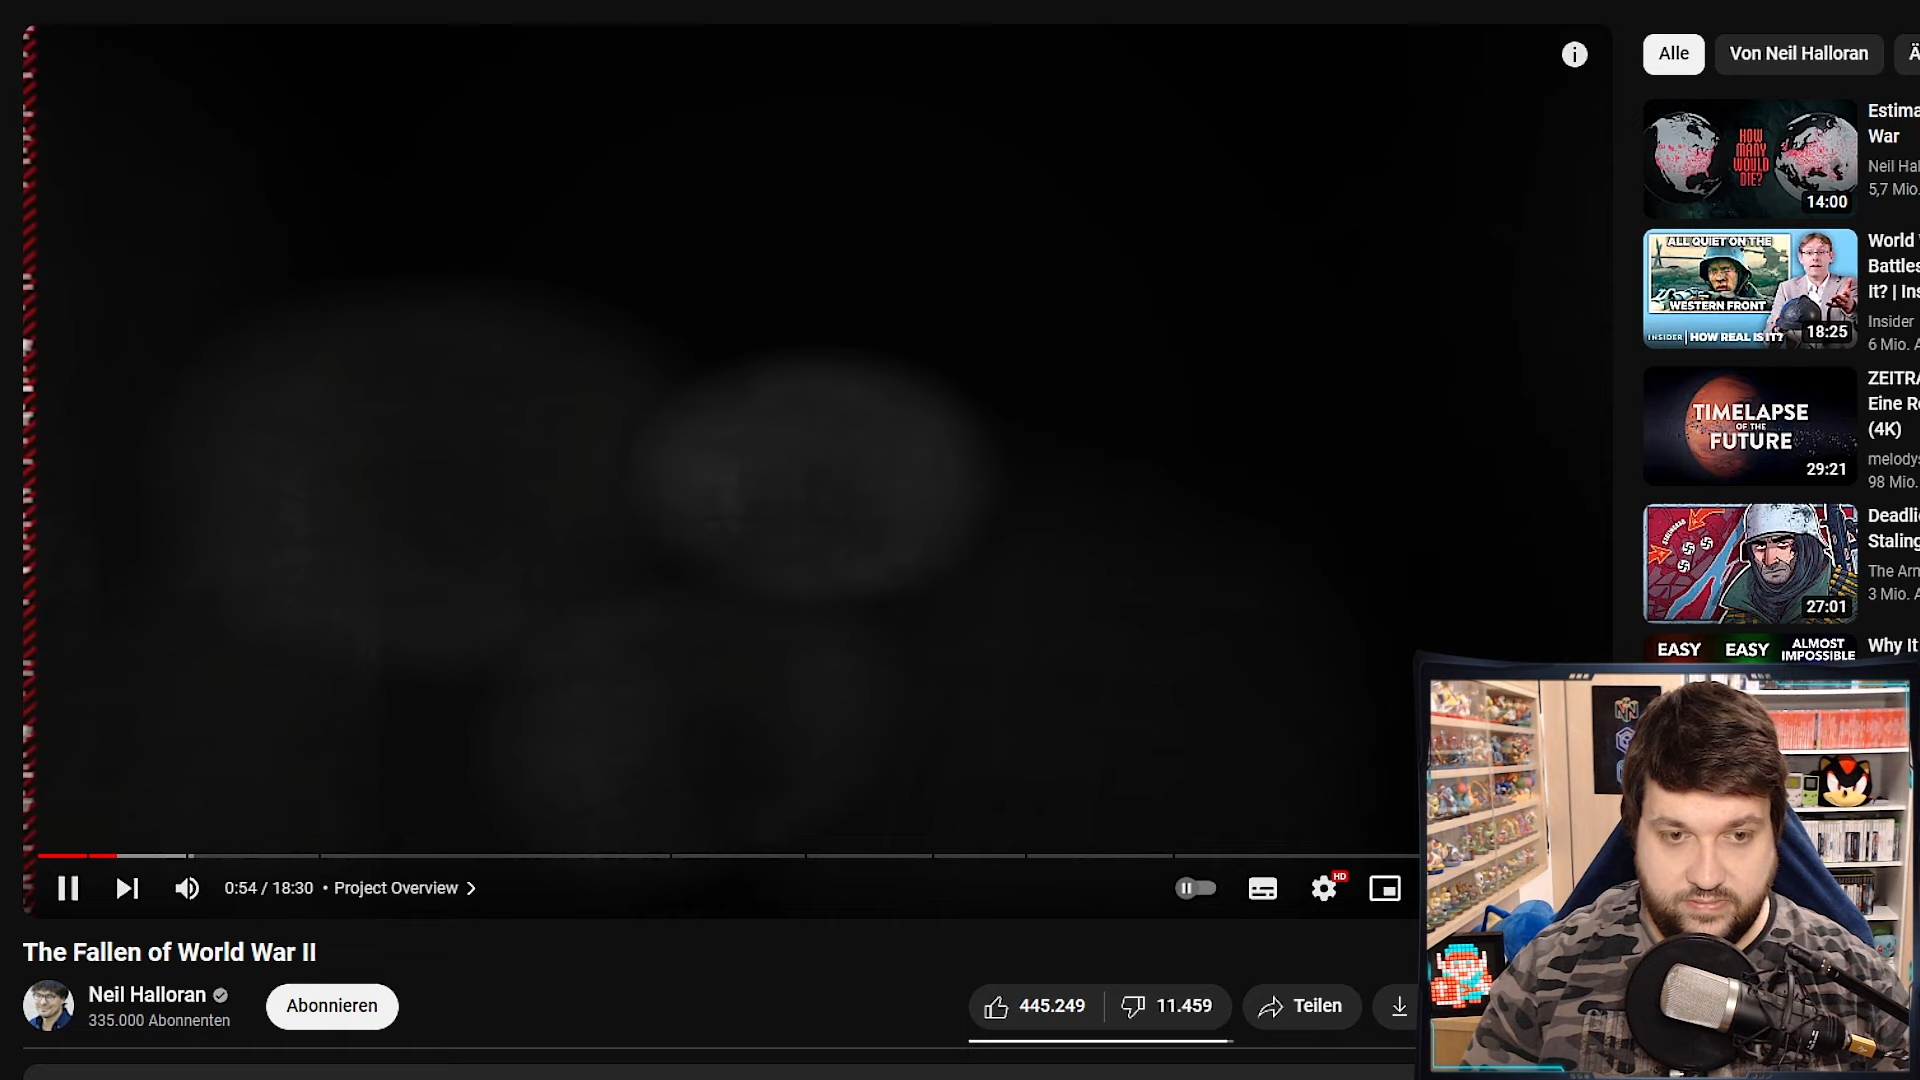 Alle
Von Neil Halloran
Ä
HOW
MANY
WOULD
DIE?
14:00
Estima
War
Neil Hal
5,7 Mio.
ALL QUIET ON THE
WESTERN FRONT
INSIDER | HOW REAL IS IT?
18:25
World
Battles
It? | Ins
Insider
6 Mio. A
TIMELAPSE
OF THE
FUTURE
29:21
ZEITRA
Eine Re
(4K)
melodys
98 Mio.
STALINGRAD
27:01
Deadli
Staling
The Arm
3 Mio. A
EASY EASY ALMOST
IMPOSSIBLE
Why It
0:54 / 18:30 • Project Overview
HD
The Fallen of World War II
Neil Halloran
335.000 Abonnenten
Abonnieren
445.249
11.459
Teilen